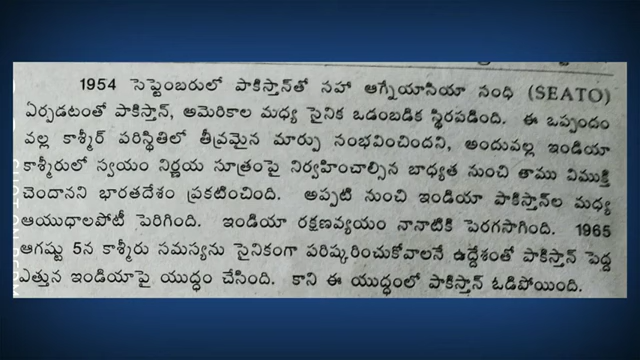 1954 సెప్టెంబరులో పాకిస్తాన్‌తో సహా ఆగ్నేయాసియా సంధి (SEATO)
ఏర్పడటంతో పాకిస్తాన్, అమెరికాల మధ్య సైనిక ఒడంబడిక స్థిరపడింది. ఈ ఒప్పందం
వల్ల కాశ్మీర్ పరిస్థితిలో తీవ్రమైన మార్పు సంభవించిందని, అందువల్ల ఇండియా
కాశ్మీరులో స్వయం నిర్ణయ సూత్రంపై నిర్వహించాల్సిన బాధ్యత నుంచి తాము విముక్తి
చెందానని భారతదేశం ప్రకటించింది. అప్పటి నుంచి ఇండియా పాకిస్తాన్‌ల మధ్య
ఆయుధాలపోటీ పెరిగింది. ఇండియా రక్షణవ్యయం నానాటికి పెరగసాగింది. 1965
ఆగష్టు 5న కాశ్మీరు సమస్యను సైనికంగా పరిష్కరించుకోవాలనే ఉద్దేశంతో పాకిస్తాన్ పెద్ద
ఎత్తున ఇండియాపై యుద్ధం చేసింది. కాని ఈ యుద్ధంలో పాకిస్తాన్ ఓడిపోయింది.